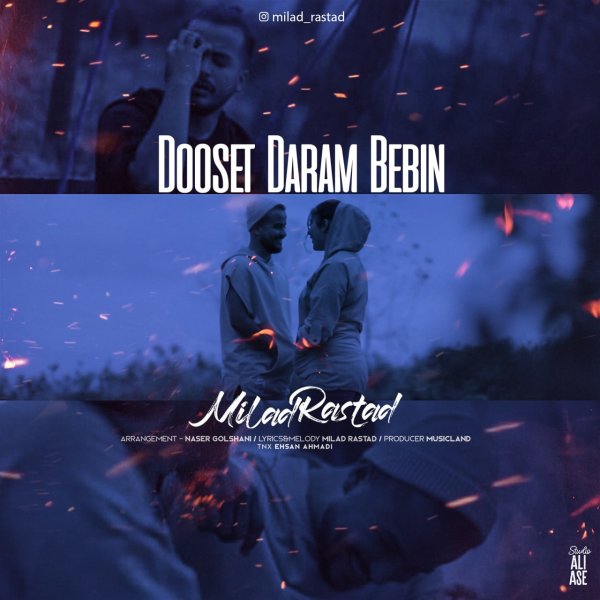 milad_rastad
DOOSET DARAM BEBIN
MiladRastad
ARRANGEMENT - NASER GOLSHANI / LYRICS&MELODY MILAD RASTAD / PRODUCER MUSICLAND
TNX EHSAN AHMADI
Studio
ALI
ASE